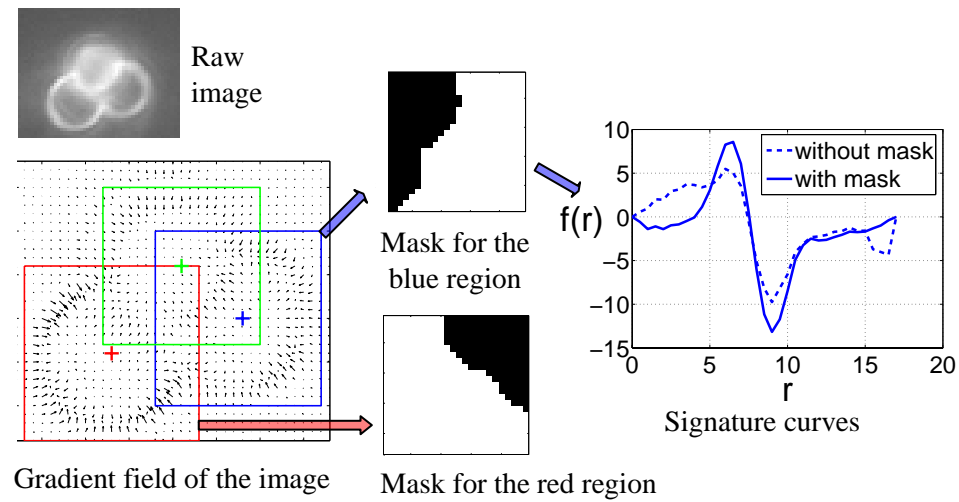 Raw
image
Mask for the
blue region
Gradient field of the image
Mask for the red region
10
5
0
−5
−10
−15
f(r)
without mask
with mask
0 5 10 15 20
r
Signature curves